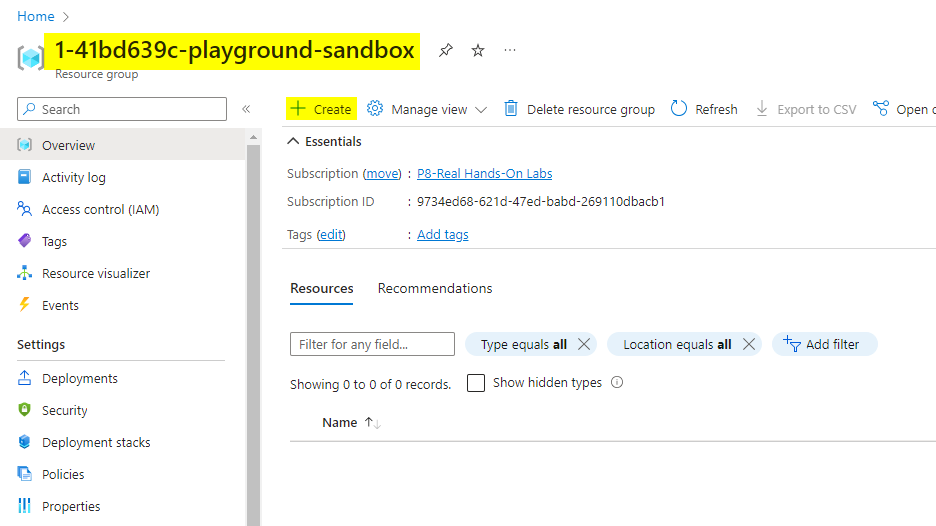 Home
1-41bd639c-playground-sandbox
Resource group
Search
Overview
Activity log
Access control (IAM)
Tags
Resource visualizer
Events
Settings
Deployments
Security
Deployment stacks
Policies
Properties
Create Manage view Delete resource group Refresh Export to CSV Open
Essentials
Subscription (move) : P8-Real Hands-On Labs
Subscription ID : 9734ed68-621d-47ed-babd-269110dbacb1
Tags (edit) : Add tags
Resources Recommendations
Filter for any field... Type equals all Location equals all Add filter
Showing 0 to 0 of 0 records. Show hidden types
Name